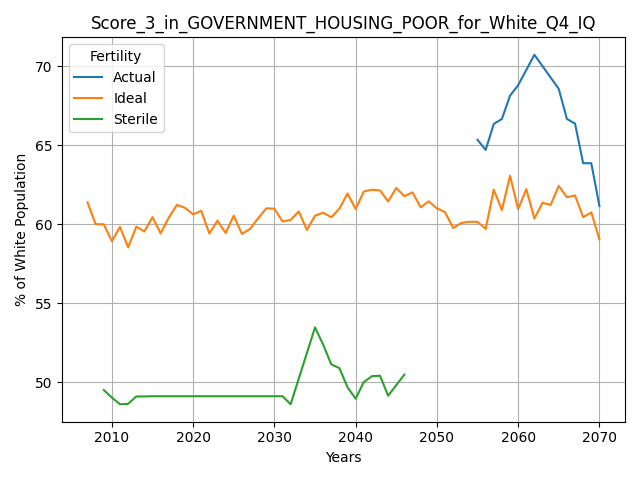 Score_3_in_GOVERNMENT_HOUSING_POOR_for_White_Q4_IQ
Fertility
Actual
Ideal
Sterile
% of White Population
70
65
60
55
50
2010 2020 2030 2040 2050 2060 2070
Years